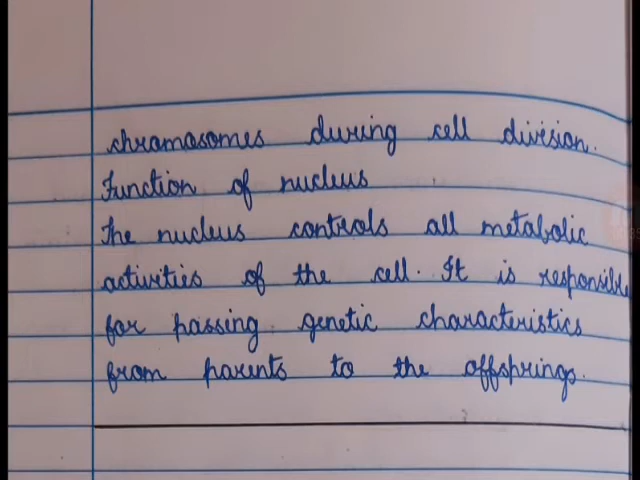 chromosomes during cell division.
Function of nucleus
The nucleus controls all metabolic
activities of the cell. It is responsible
for passing genetic characteristics
from parents to the offsprings.